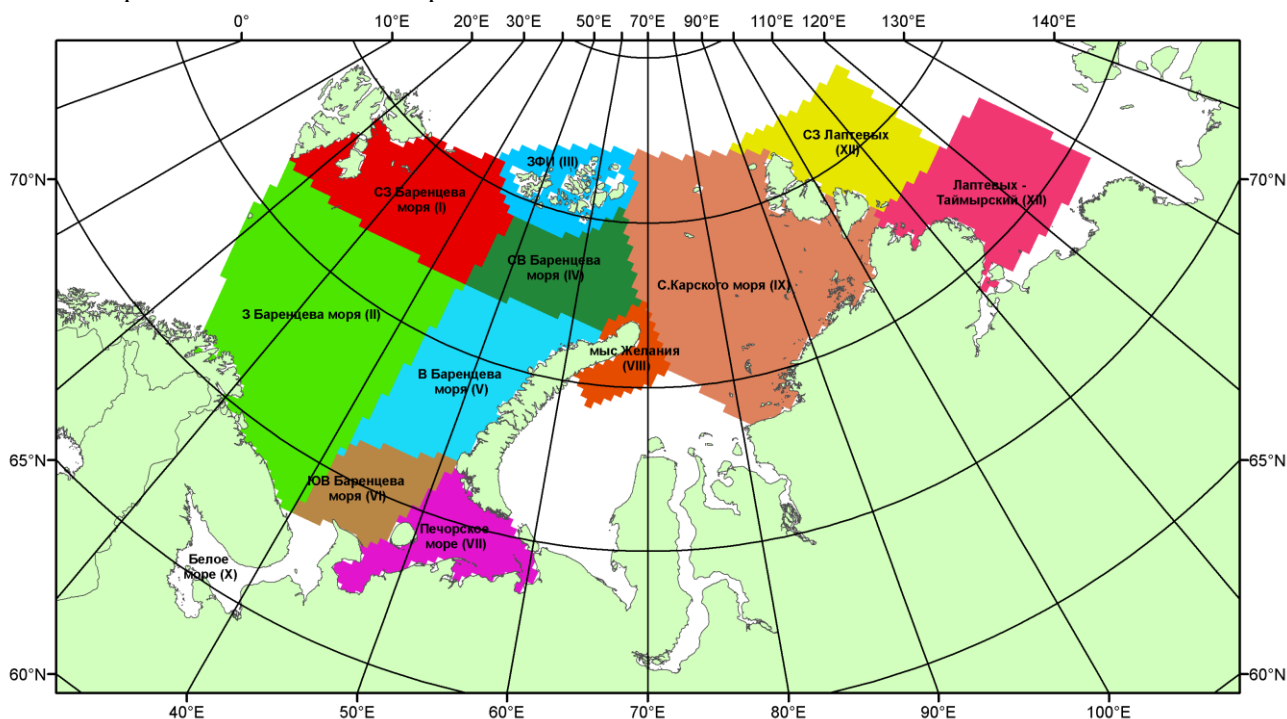 0° 10°E 20°E 30°E 50°E 70°E 90°E 110°E 120°E 130°E 140°E
СЗ Лаптевых
(XII)
ЗФИ (III)
70°N
70°N
СЗ Баренцева
моря (I)
Лаптевых -
Таймырский (XII)
СВ Баренцева
моря (IV)
С.Карского моря (IX)
З Баренцева моря (II)
мыс Желания
(VIII)
В Баренцева
моря (V)
65°N
65°N
ЮВ Баренцева
моря (VI)
Печорское
море (VII)
Белое
море (X)
60°N
60°N
40°E 50°E 60°E 70°E 80°E 90°E 100°E